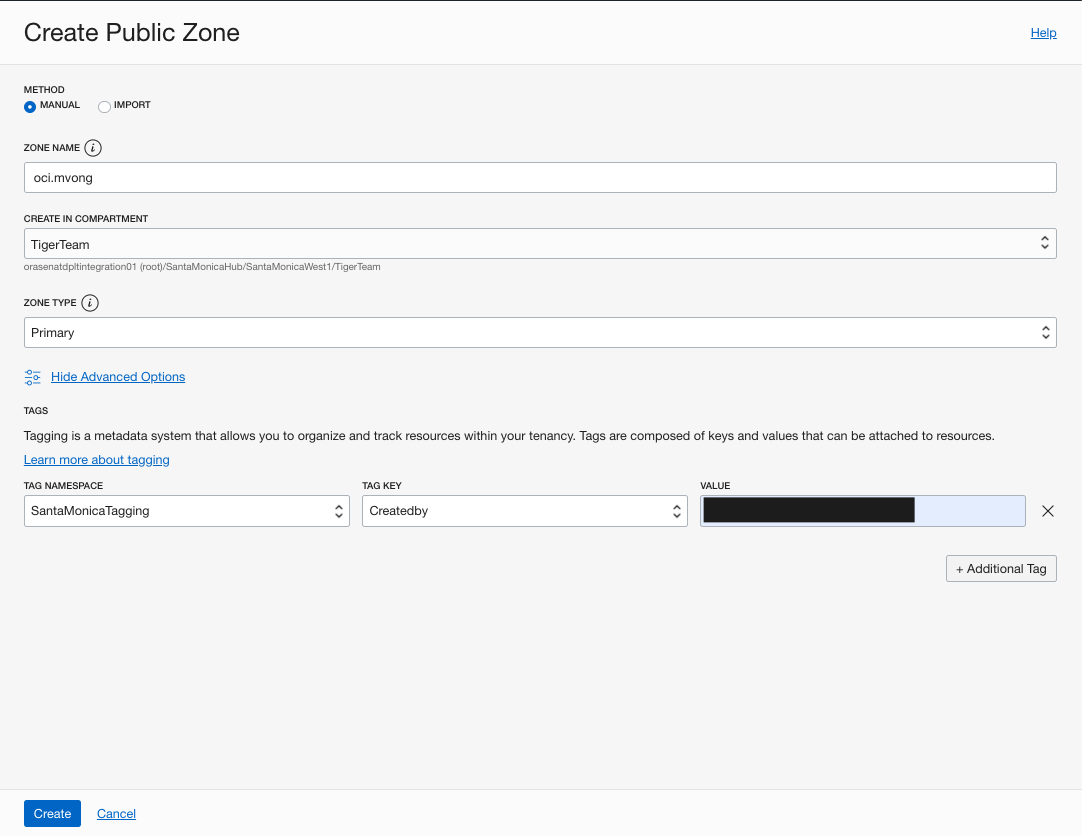 Create Public Zone
Help
METHOD
MANUAL IMPORT
ZONE NAME i
oci.mvong
CREATE IN COMPARTMENT
TigerTeam
orasenatdpltintegration01 (root)/SantaMonicaHub/SantaMonicaWest1/TigerTeam
ZONE TYPE i
Primary
Hide Advanced Options
TAGS
Tagging is a metadata system that allows you to organize and track resources within your tenancy. Tags are composed of keys and values that can be attached to resources.
Learn more about tagging
TAG NAMESPACE TAG KEY VALUE
SantaMonicaTagging Createdby
+ Additional Tag
Create Cancel